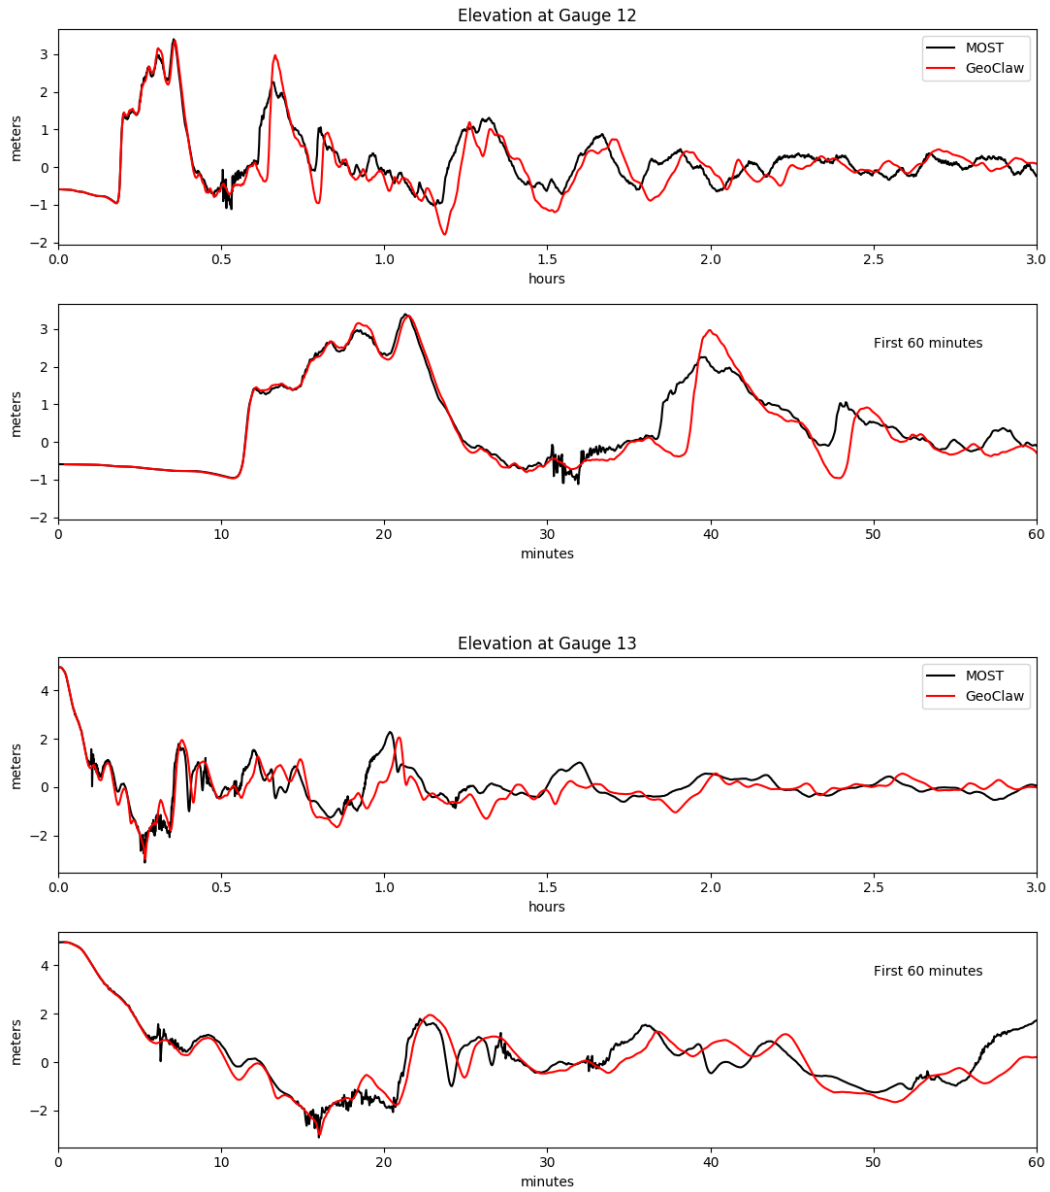 Elevation at Gauge 12
meters
3
2
1
0
−1
−2
MOST
GeoClaw
0.0 0.5 1.0 1.5 2.0 2.5 3.0
hours
meters
3
2
1
0
−1
−2
First 60 minutes
0 10 20 30 40 50 60
minutes
Elevation at Gauge 13
meters
4
2
0
−2
MOST
GeoClaw
0.0 0.5 1.0 1.5 2.0 2.5 3.0
hours
meters
4
2
0
−2
First 60 minutes
0 10 20 30 40 50 60
minutes